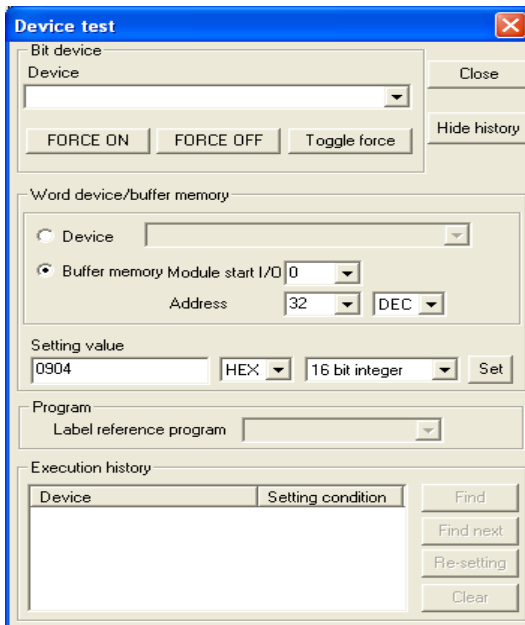 Device test
Bit device
Device
Close
FORCE ON FORCE OFF Toggle force
Hide history
Word device/buffer memory
Device
Buffer memory Module start I/O 0
Address 32 DEC
Setting value
0904 HEX 16 bit integer Set
Program
Label reference program
Execution history
Device Setting condition
Find
Find next
Re-setting
Clear